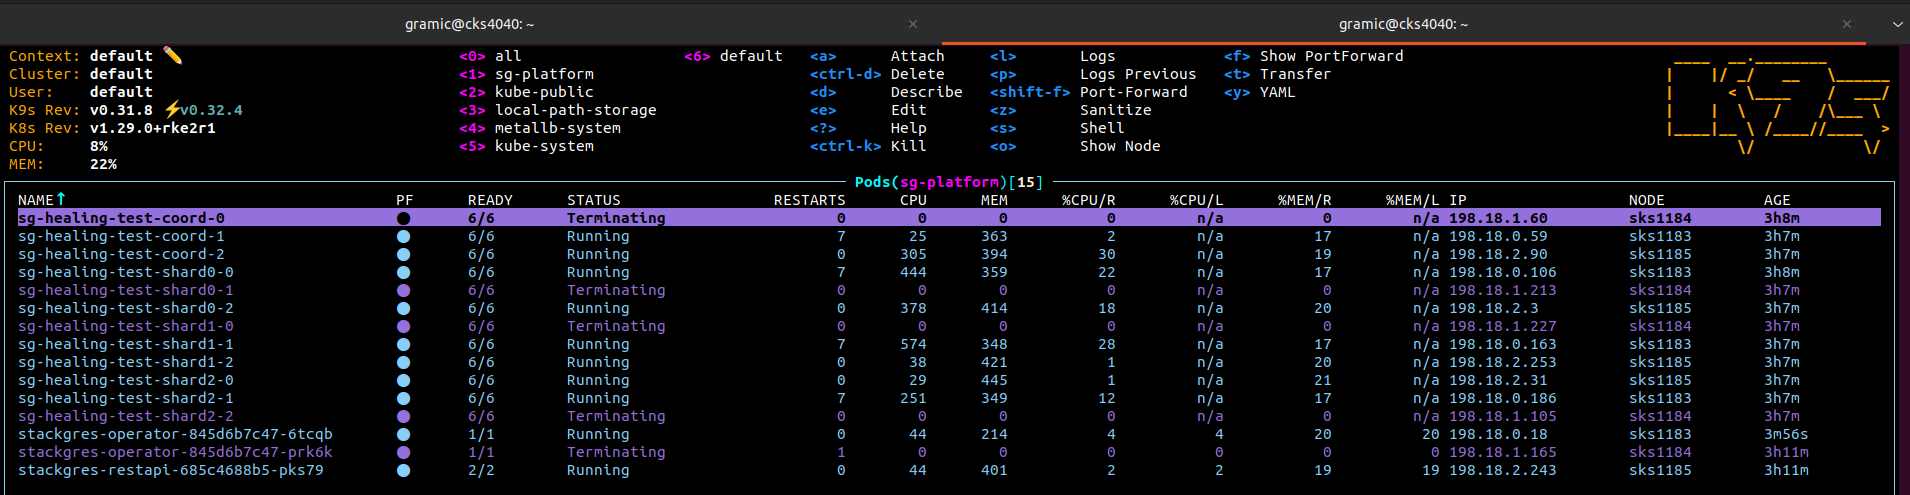 gramic@cks4040: ~ × gramic@cks4040: ~ ×
Context: default ✏️ <0> all <6> default <a> Attach <l> Logs <f> Show PortForward
Cluster: default <1> sg-platform <ctrl-d> Delete <p> Logs Previous <t> Transfer
User: default <2> kube-public <d> Describe <shift-f> Port-Forward <y> YAML
K9s Rev: v0.31.8 ⚡v0.32.4 <3> local-path-storage <e> Edit <z> Sanitize
K8s Rev: v1.29.0+rke2r1 <4> metallb-system <?> Help <s> Shell
CPU: 8% <5> kube-system <ctrl-k> Kill <o> Show Node
MEM: 22%
Pods(sg-platform)[15]
NAME↑ PF READY STATUS RESTARTS CPU MEM %CPU/R %CPU/L %MEM/R %MEM/L IP NODE AGE
sg-healing-test-coord-0 ● 6/6 Terminating 0 0 0 0 n/a 0 n/a 198.18.1.60 sks1184 3h8m
sg-healing-test-coord-1 ● 6/6 Running 7 25 363 2 n/a 17 n/a 198.18.0.59 sks1183 3h7m
sg-healing-test-coord-2 ● 6/6 Running 0 305 394 30 n/a 19 n/a 198.18.2.90 sks1185 3h7m
sg-healing-test-shard0-0 ● 6/6 Running 7 444 359 22 n/a 17 n/a 198.18.0.106 sks1183 3h8m
sg-healing-test-shard0-1 ● 6/6 Terminating 0 0 0 0 n/a 0 n/a 198.18.1.213 sks1184 3h7m
sg-healing-test-shard0-2 ● 6/6 Running 0 378 414 18 n/a 20 n/a 198.18.2.3 sks1185 3h7m
sg-healing-test-shard1-0 ● 6/6 Terminating 0 0 0 0 n/a 0 n/a 198.18.1.227 sks1184 3h7m
sg-healing-test-shard1-1 ● 6/6 Running 7 574 348 28 n/a 17 n/a 198.18.0.163 sks1183 3h7m
sg-healing-test-shard1-2 ● 6/6 Running 0 38 421 1 n/a 20 n/a 198.18.2.253 sks1185 3h7m
sg-healing-test-shard2-0 ● 6/6 Running 0 29 445 1 n/a 21 n/a 198.18.2.31 sks1185 3h7m
sg-healing-test-shard2-1 ● 6/6 Running 7 251 349 12 n/a 17 n/a 198.18.0.186 sks1183 3h7m
sg-healing-test-shard2-2 ● 6/6 Terminating 0 0 0 0 n/a 0 n/a 198.18.1.105 sks1184 3h7m
stackgres-operator-845d6b7c47-6tcqb ● 1/1 Running 0 44 214 4 4 20 20 198.18.0.18 sks1183 3m56s
stackgres-operator-845d6b7c47-prk6k ● 1/1 Terminating 1 0 0 0 0 0 0 198.18.1.165 sks1184 3h11m
stackgres-restapi-685c4688b5-pks79 ● 2/2 Running 0 44 401 2 2 19 19 198.18.2.243 sks1185 3h11m